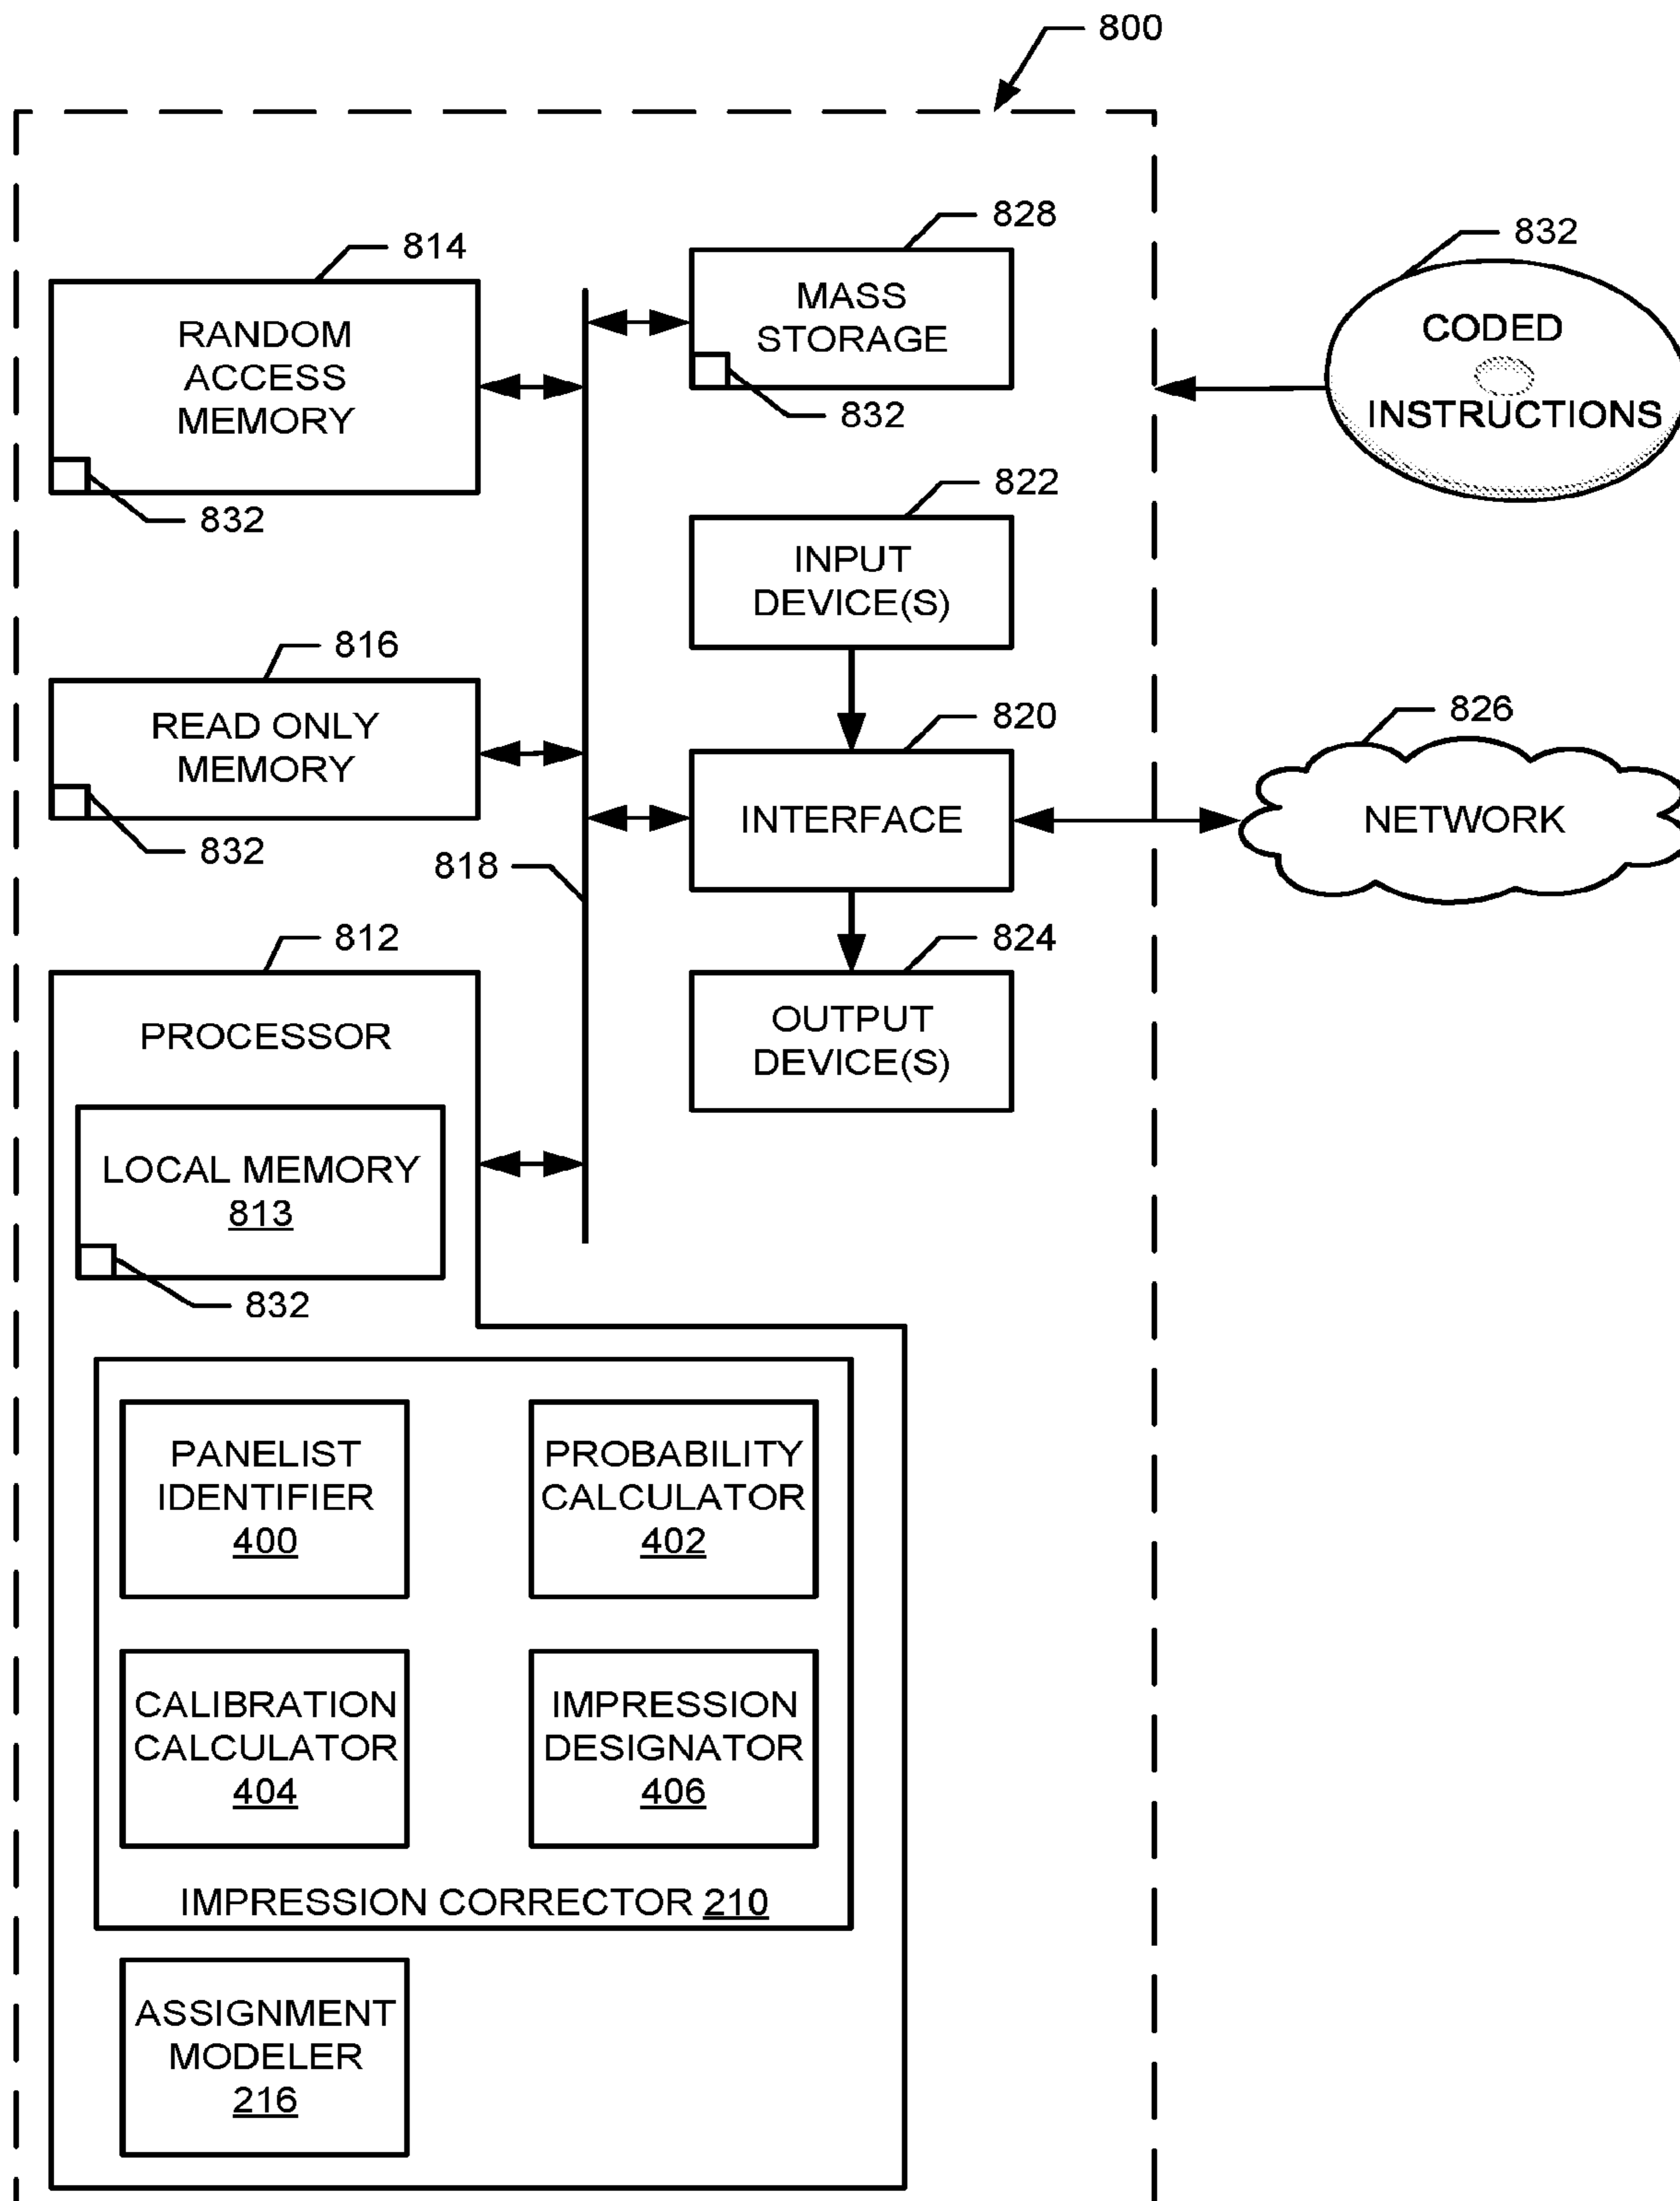 800
828
814
832
MASS
STORAGE
RANDOM
ACCESS
MEMORY
CODED
INSTRUCTIONS
832
822
832
INPUT
DEVICE(S)
816
826
820
READ ONLY
MEMORY
INTERFACE
NETWORK
832
818
812
824
PROCESSOR
OUTPUT
DEVICE(S)
LOCAL MEMORY
813
832
PANELIST
IDENTIFIER
400
PROBABILITY
CALCULATOR
402
CALIBRATION
CALCULATOR
404
IMPRESSION
DESIGNATOR
406
IMPRESSION CORRECTOR 210
ASSIGNMENT
MODELER
216